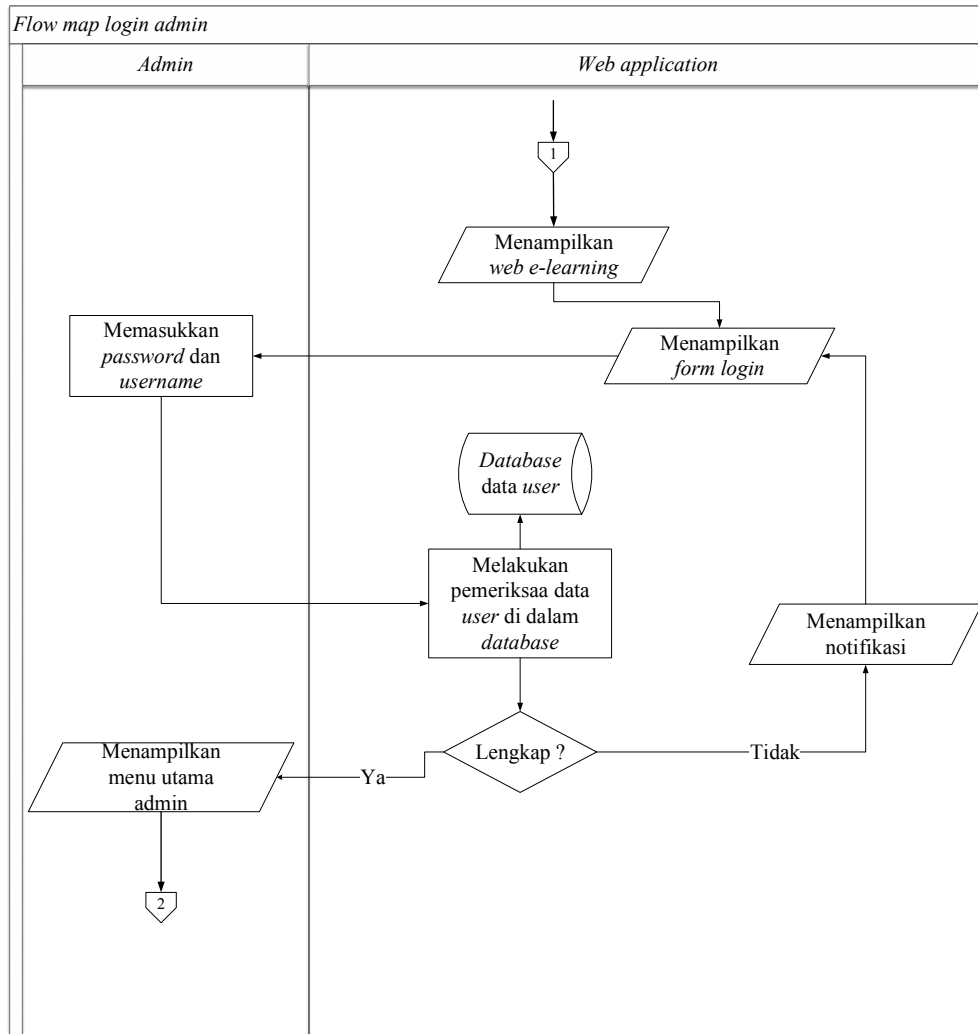 Flow map login admin
Admin
Web application
1
Menampilkan
web e-learning
Menampilkan
form login
Memasukkan
password dan
username
Database
data user
Melakukan
pemeriksaa data
user di dalam
database
Menampilkan
notifikasi
Lengkap ?
Tidak
Ya
Menampilkan
menu utama
admin
2